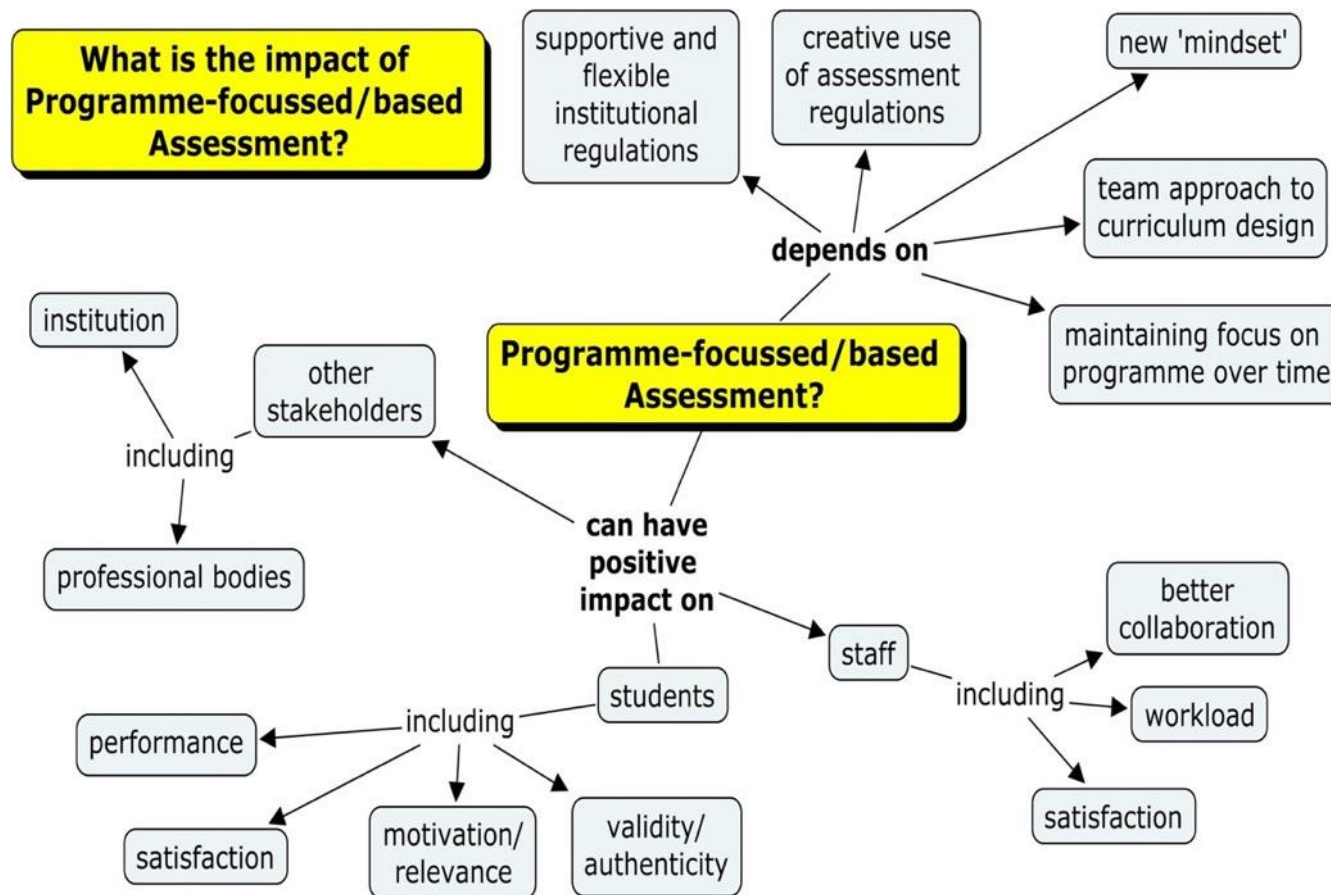 What is the impact of
Programme-focussed/based
Assessment?
supportive and
flexible
institutional
regulations
creative use
of assessment
regulations
new 'mindset'
team approach to
curriculum design
depends on
maintaining focus on
programme over time
Programme-focussed/based
Assessment?
institution
other
stakeholders
including
professional bodies
can have
positive
impact on
students
including
performance
satisfaction
motivation/
relevance
validity/
authenticity
staff
including
better
collaboration
workload
satisfaction